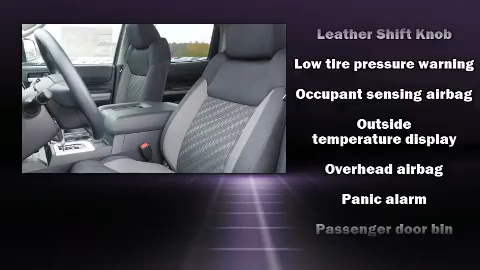 Leather Shift Knob
Low tire pressure warning
Occupant sensing airbag
Outside
temperature display
Overhead airbag
Panic alarm
Passenger door bin